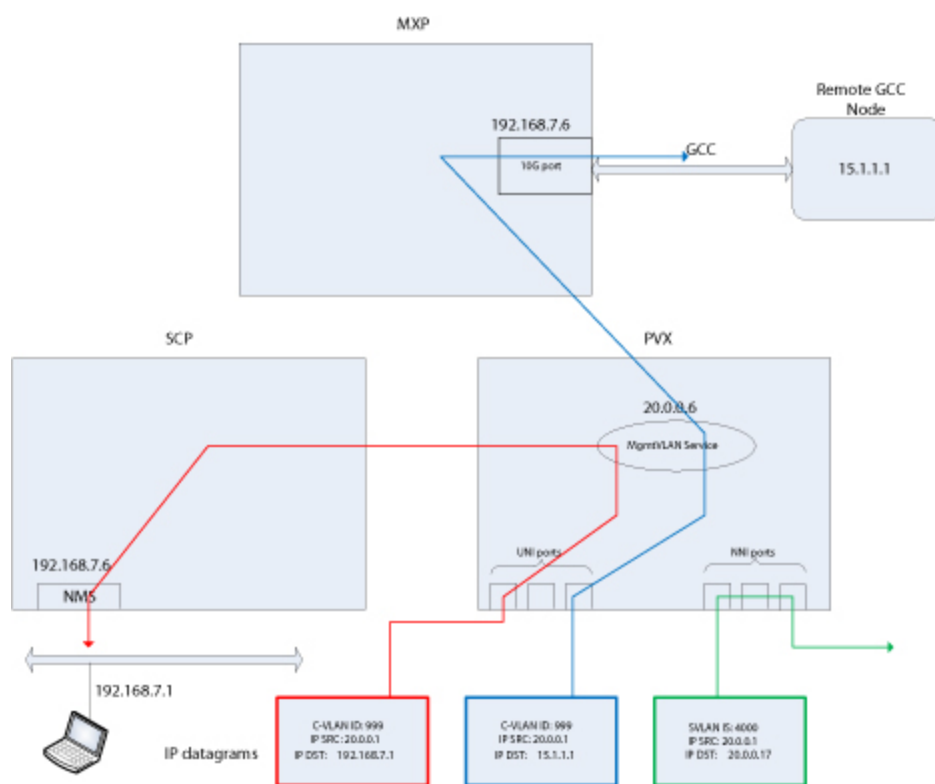 MXP
Remote GCC
Node
192.168.7.6
GCC
10G port
15.1.1.1
SCP
PVX
20.0.0.6
MgmtVLAN Service
192.168.7.6
UNI ports
NNI ports
NMS
192.168.7.1
IP datagrams
C-VLAN ID: 999
IP SRC: 20.0.0.1
IP DST: 192.168.7.1
C-VLAN ID: 999
IP SRC: 20.0.0.1
IP DST: 15.1.1.1
SVLAN IS: 4000
IP SRC: 20.0.0.1
IP DST: 20.0.0.17